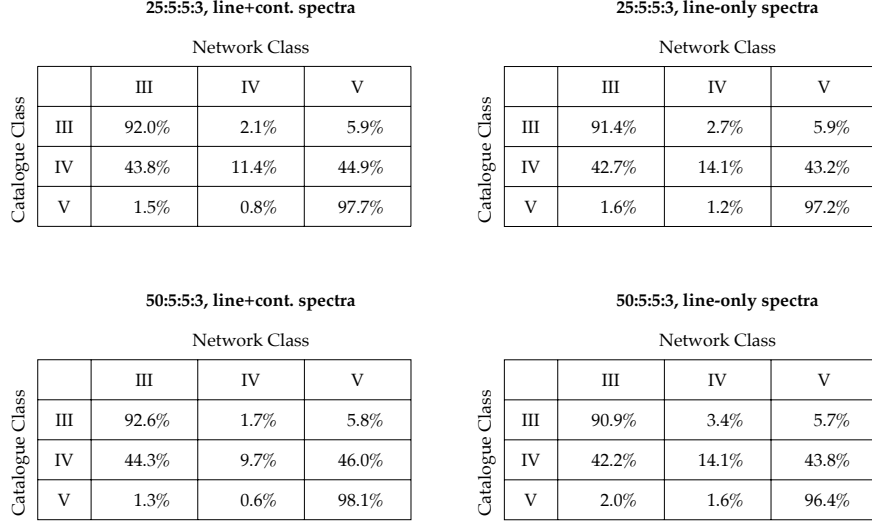 25:5:5:3, line+cont. spectra
Network Class
Catalogue Class
III IV V
III 92.0% 2.1% 5.9%
IV 43.8% 11.4% 44.9%
V 1.5% 0.8% 97.7%
25:5:5:3, line-only spectra
Network Class
Catalogue Class
III IV V
III 91.4% 2.7% 5.9%
IV 42.7% 14.1% 43.2%
V 1.6% 1.2% 97.2%
50:5:5:3, line+cont. spectra
Network Class
Catalogue Class
III IV V
III 92.6% 1.7% 5.8%
IV 44.3% 9.7% 46.0%
V 1.3% 0.6% 98.1%
50:5:5:3, line-only spectra
Network Class
Catalogue Class
III IV V
III 90.9% 3.4% 5.7%
IV 42.2% 14.1% 43.8%
V 2.0% 1.6% 96.4%